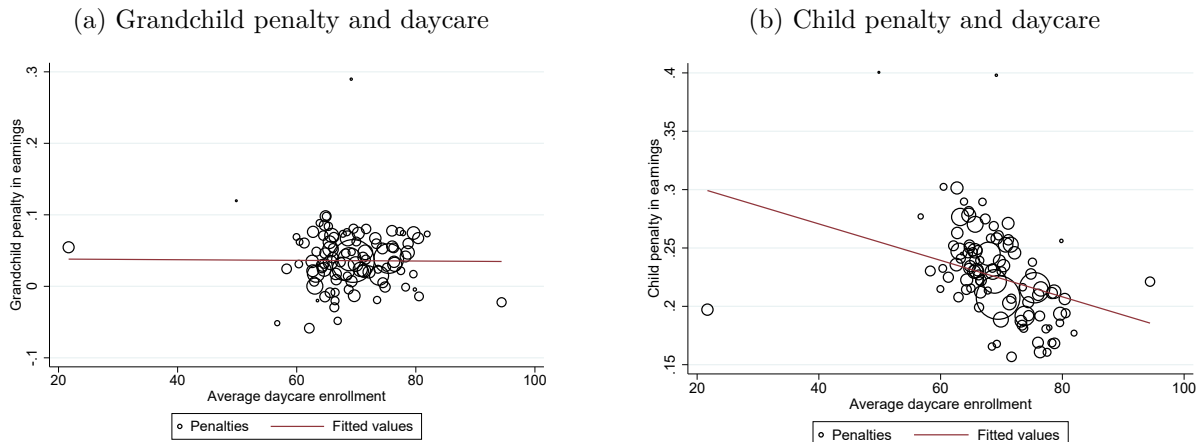 (a) Grandchild penalty and daycare
Grandchild penalty in earnings
.3
.2
.1
0
-.1
20 40 60 80 100
Average daycare enrollment
Penalties Fitted values
(b) Child penalty and daycare
Child penalty in earnings
.4
.35
.3
.25
.2
.15
20 40 60 80 100
Average daycare enrollment
Penalties Fitted values